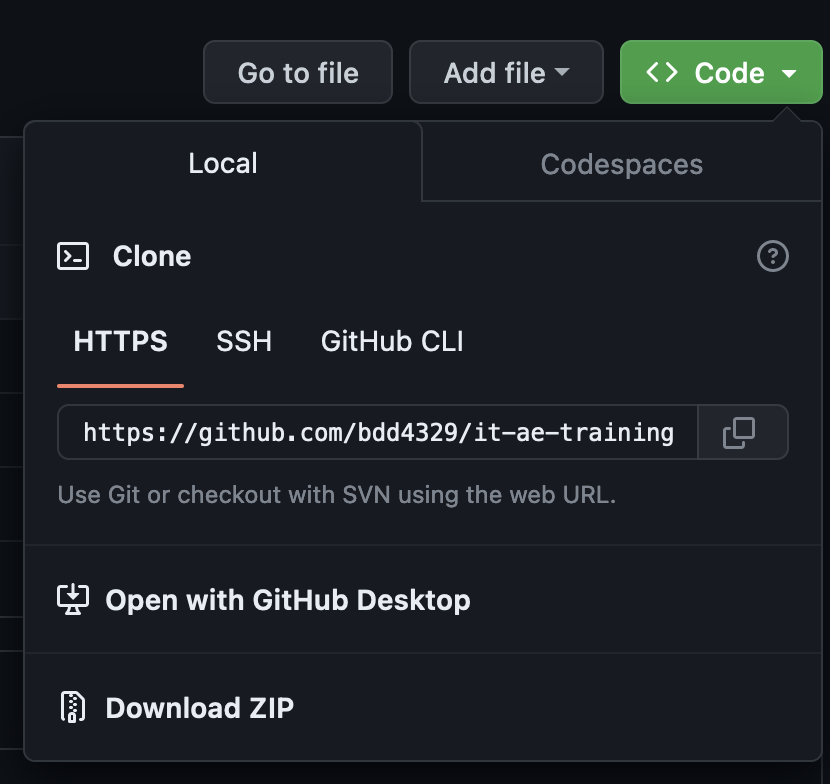 Go to file Add file <> Code
Local Codespaces
Clone
HTTPS SSH GitHub CLI
https://github.com/bdd4329/it-ae-training
Use Git or checkout with SVN using the web URL.
Open with GitHub Desktop
Download ZIP